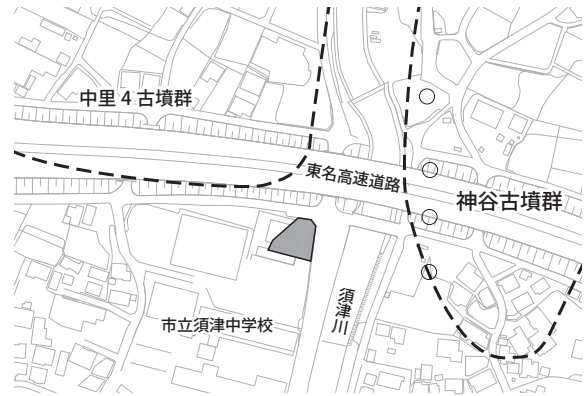 中里 4 古墳群
東名高速道路
神谷古墳群
須津川
市立須津中学校